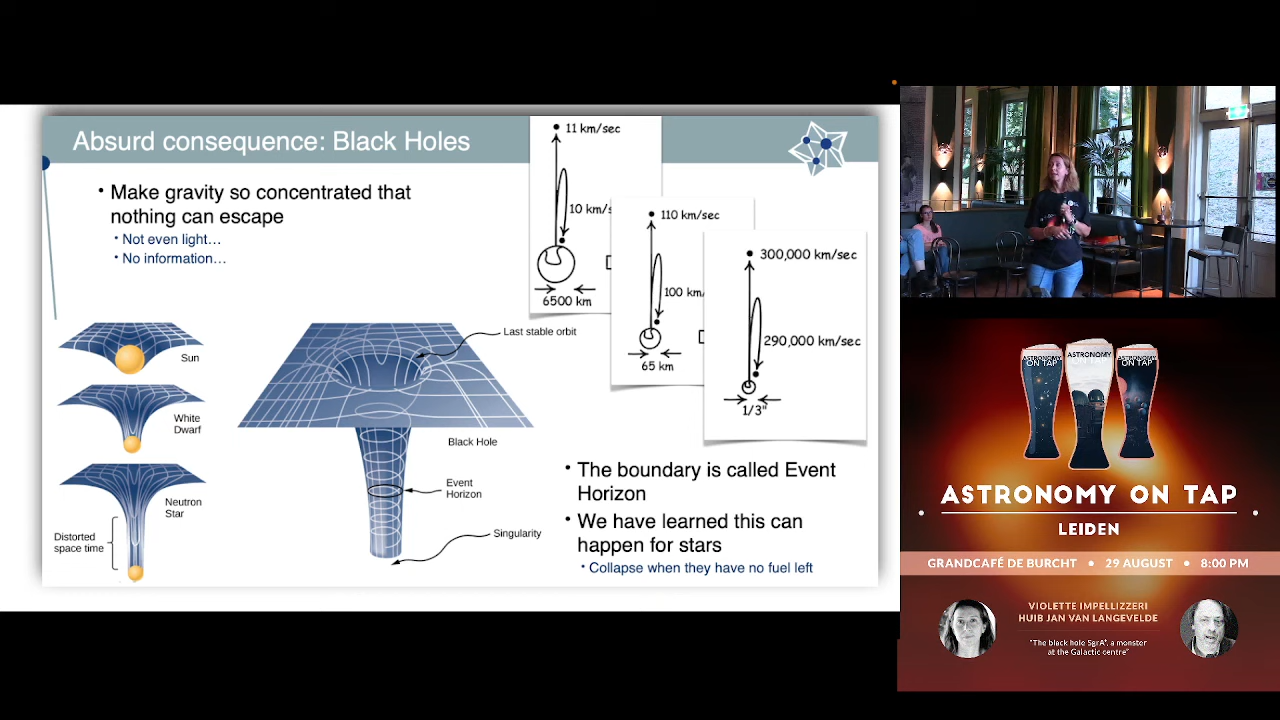 Absurd consequence: Black Holes
• Make gravity so concentrated that
nothing can escape
• Not even light…
• No information…
11 km/sec
10 km/s
6500 km
110 km/sec
100 km/
65 km
300,000 km/sec
290,000 km/sec
1/3"
Sun
White
Dwarf
Neutron
Star
Distorted
space time
Last stable orbit
Black Hole
Event
Horizon
Singularity
• The boundary is called Event
Horizon
• We have learned this can
happen for stars
• Collapse when they have no fuel left
ASTRONOMY
ON TAP
ASTRONOMY
ASTRONOMY
ON TAP
ASTRONOMY ON TAP
LEIDEN
GRANDCAFÉ DE BURCHT • 29 AUGUST • 8:00 PM
VIOLETTE IMPELLIZZERI
HUIB JAN VAN LANGEVELDE
"The black hole SgrA*, a monster
at the Galactic centre"